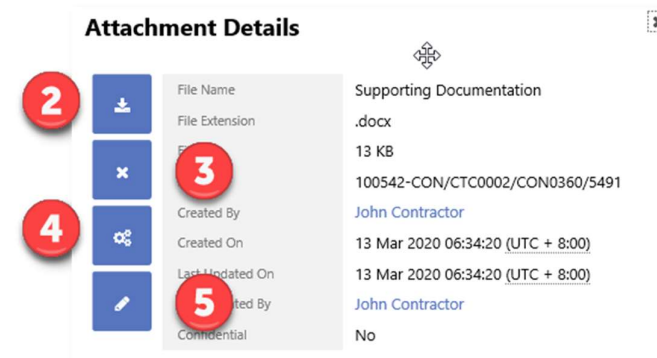 Attachment Details
2
File Name Supporting Documentation
File Extension .docx
13 KB
3
100542-CON/CTC0002/CON0360/5491
4
Created By John Contractor
Created On 13 Mar 2020 06:34:20 (UTC + 8:00)
Last Updated On 13 Mar 2020 06:34:20 (UTC + 8:00)
5
By John Contractor
Confidential No